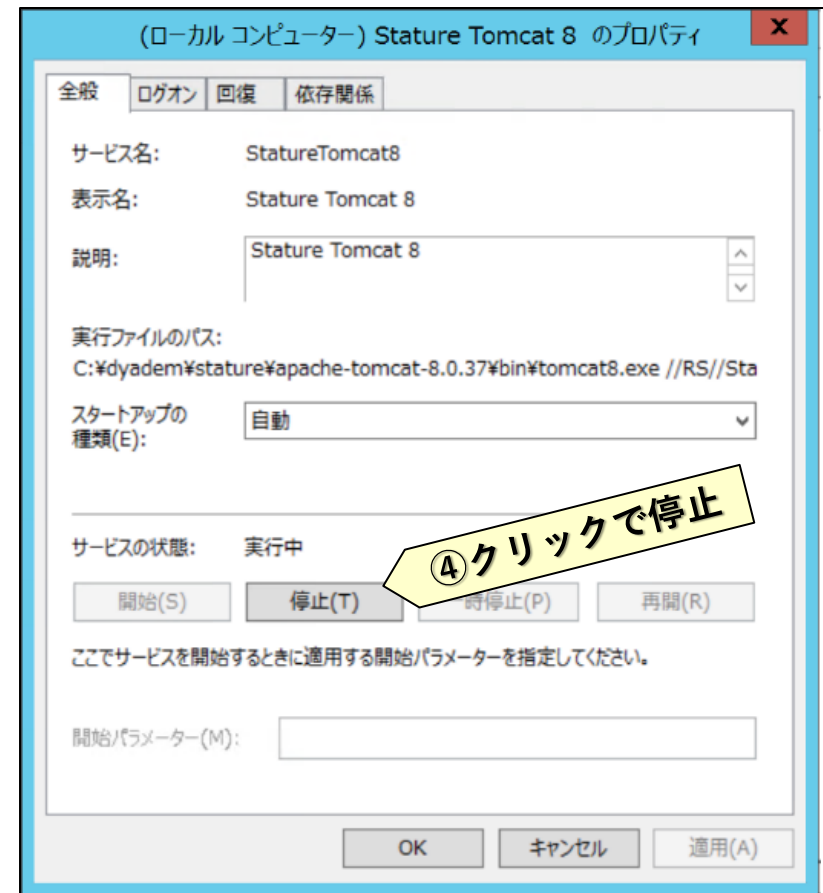 (ローカル コンピューター) Stature Tomcat 8 のプロパティ
x
全般 ログオン 回復 依存関係
サービス名: StatureTomcat8
表示名: Stature Tomcat 8
説明: Stature Tomcat 8
実行ファイルのパス:
C:¥dyadem¥stature¥apache-tomcat-8.0.37¥bin¥tomcat8.exe //RS//Sta
スタートアップの
種類(E): 自動
サービスの状態: 実行中
④クリックで停止
開始(S) 停止(T) 時停止(P) 再開(R)
ここでサービスを開始するときに適用する開始パラメーターを指定してください。
開始パラメーター(M):
OK キャンセル 適用(A)